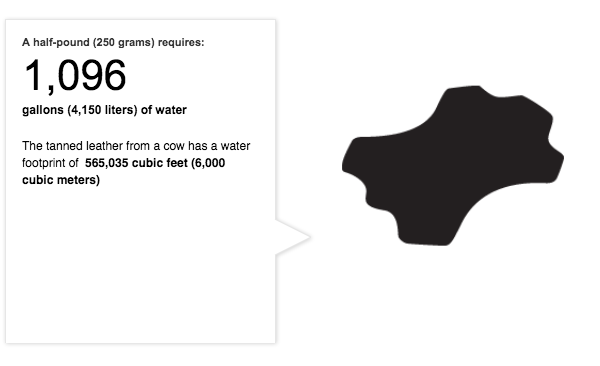 A half-pound (250 grams) requires:
1,096
gallons (4,150 liters) of water
The tanned leather from a cow has a water
footprint of 565,035 cubic feet (6,000
cubic meters)